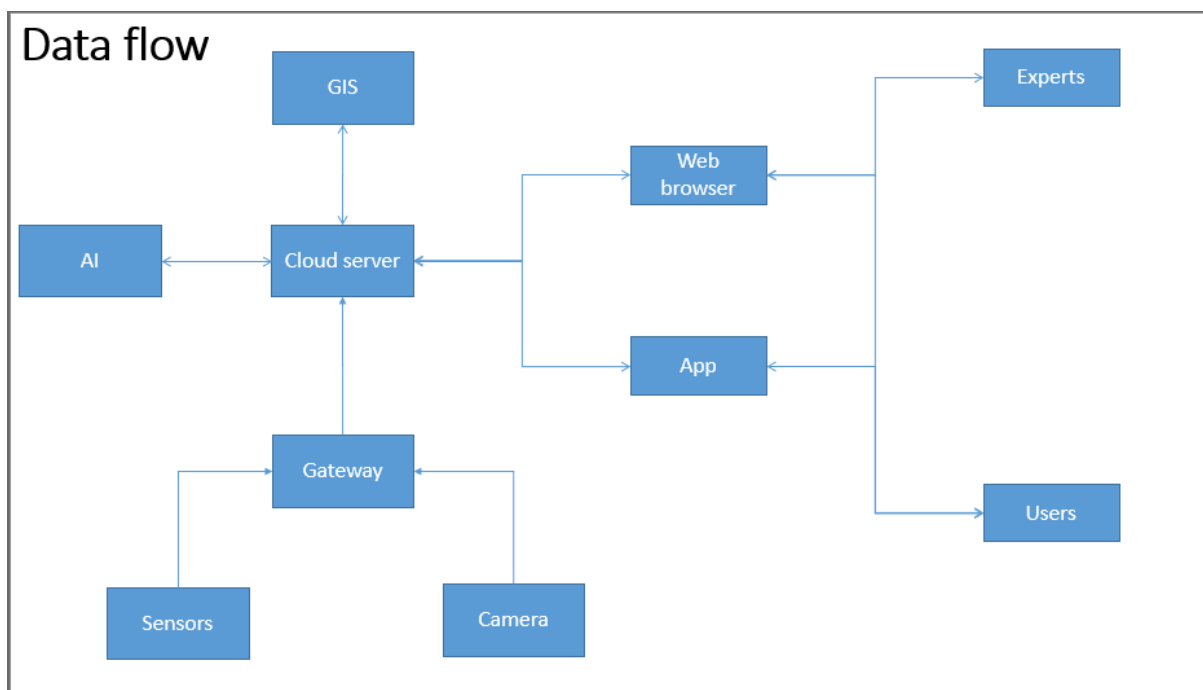 Data flow
GIS
Experts
Web
browser
AI
Cloud server
App
Gateway
Users
Sensors
Camera